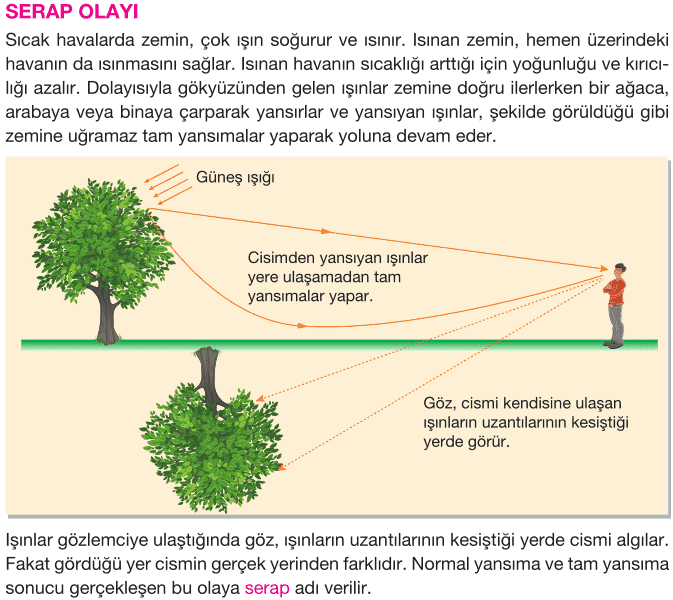 SERAP OLAYI
Sıcak havalarda zemin, çok ışın soğurur ve ısınır. Isınan zemin, hemen üzerindeki
havanın da ısınmasını sağlar. Isınan havanın sıcaklığı arttığı için yoğunluğu ve kırıcı-
lığı azalır. Dolayısıyla gökyüzünden gelen ışınlar zemine doğru ilerlerken bir ağaca,
arabaya veya binaya çarparak yansırlar ve yansıyan ışınlar, şekilde görüldüğü gibi
zemine uğramaz tam yansımalar yaparak yoluna devam eder.
Güneş ışığı
Cisimden yansıyan ışınlar
yere ulaşamadan tam
yansımalar yapar.
Göz, cismi kendisine ulaşan
ışınların uzantılarının kesiştiği
yerde görür.
Işınlar gözlemciye ulaştığında göz, ışınların uzantılarının kesiştiği yerde cismi algılar.
Fakat gördüğü yer cismin gerçek yerinden farklıdır. Normal yansıma ve tam yansıma
sonucu gerçekleşen bu olaya serap adı verilir.